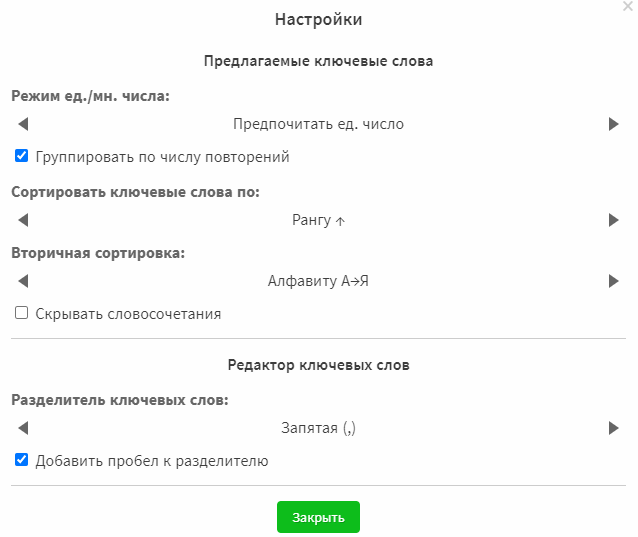 Настройки
Предлагаемые ключевые слова
Режим ед./мн. числа:
Предпочитать ед. число
Группировать по числу повторений
Сортировать ключевые слова по:
Рангу ↑
Вторичная сортировка:
Алфавиту А→Я
Скрывать словосочетания
Редактор ключевых слов
Разделитель ключевых слов:
Запятая (,)
Добавить пробел к разделителю
Закрыть